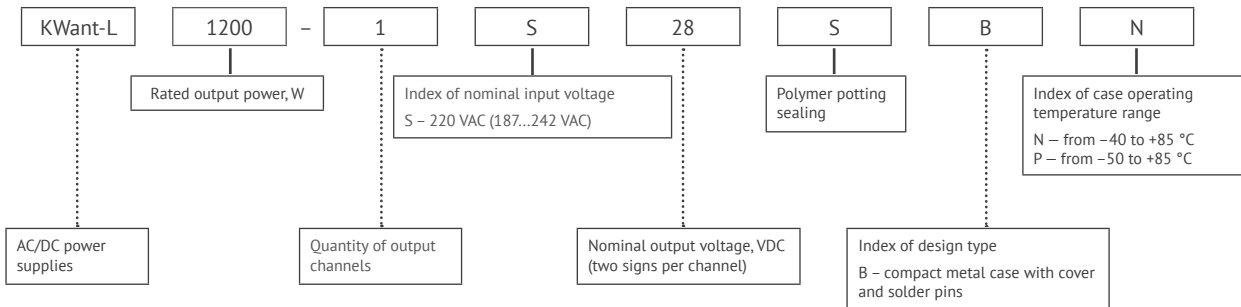 KWant-L 1200 – 1 S 28 S B N
Rated output power, W
Index of nominal input voltage
S – 220 VAC (187...242 VAC)
Polymer potting
sealing
Index of case operating
temperature range
N — from −40 to +85 °C
P — from −50 to +85 °C
AC/DC power
supplies
Quantity of output
channels
Nominal output voltage, VDC
(two signs per channel)
Index of design type
B – compact metal case with cover
and solder pins